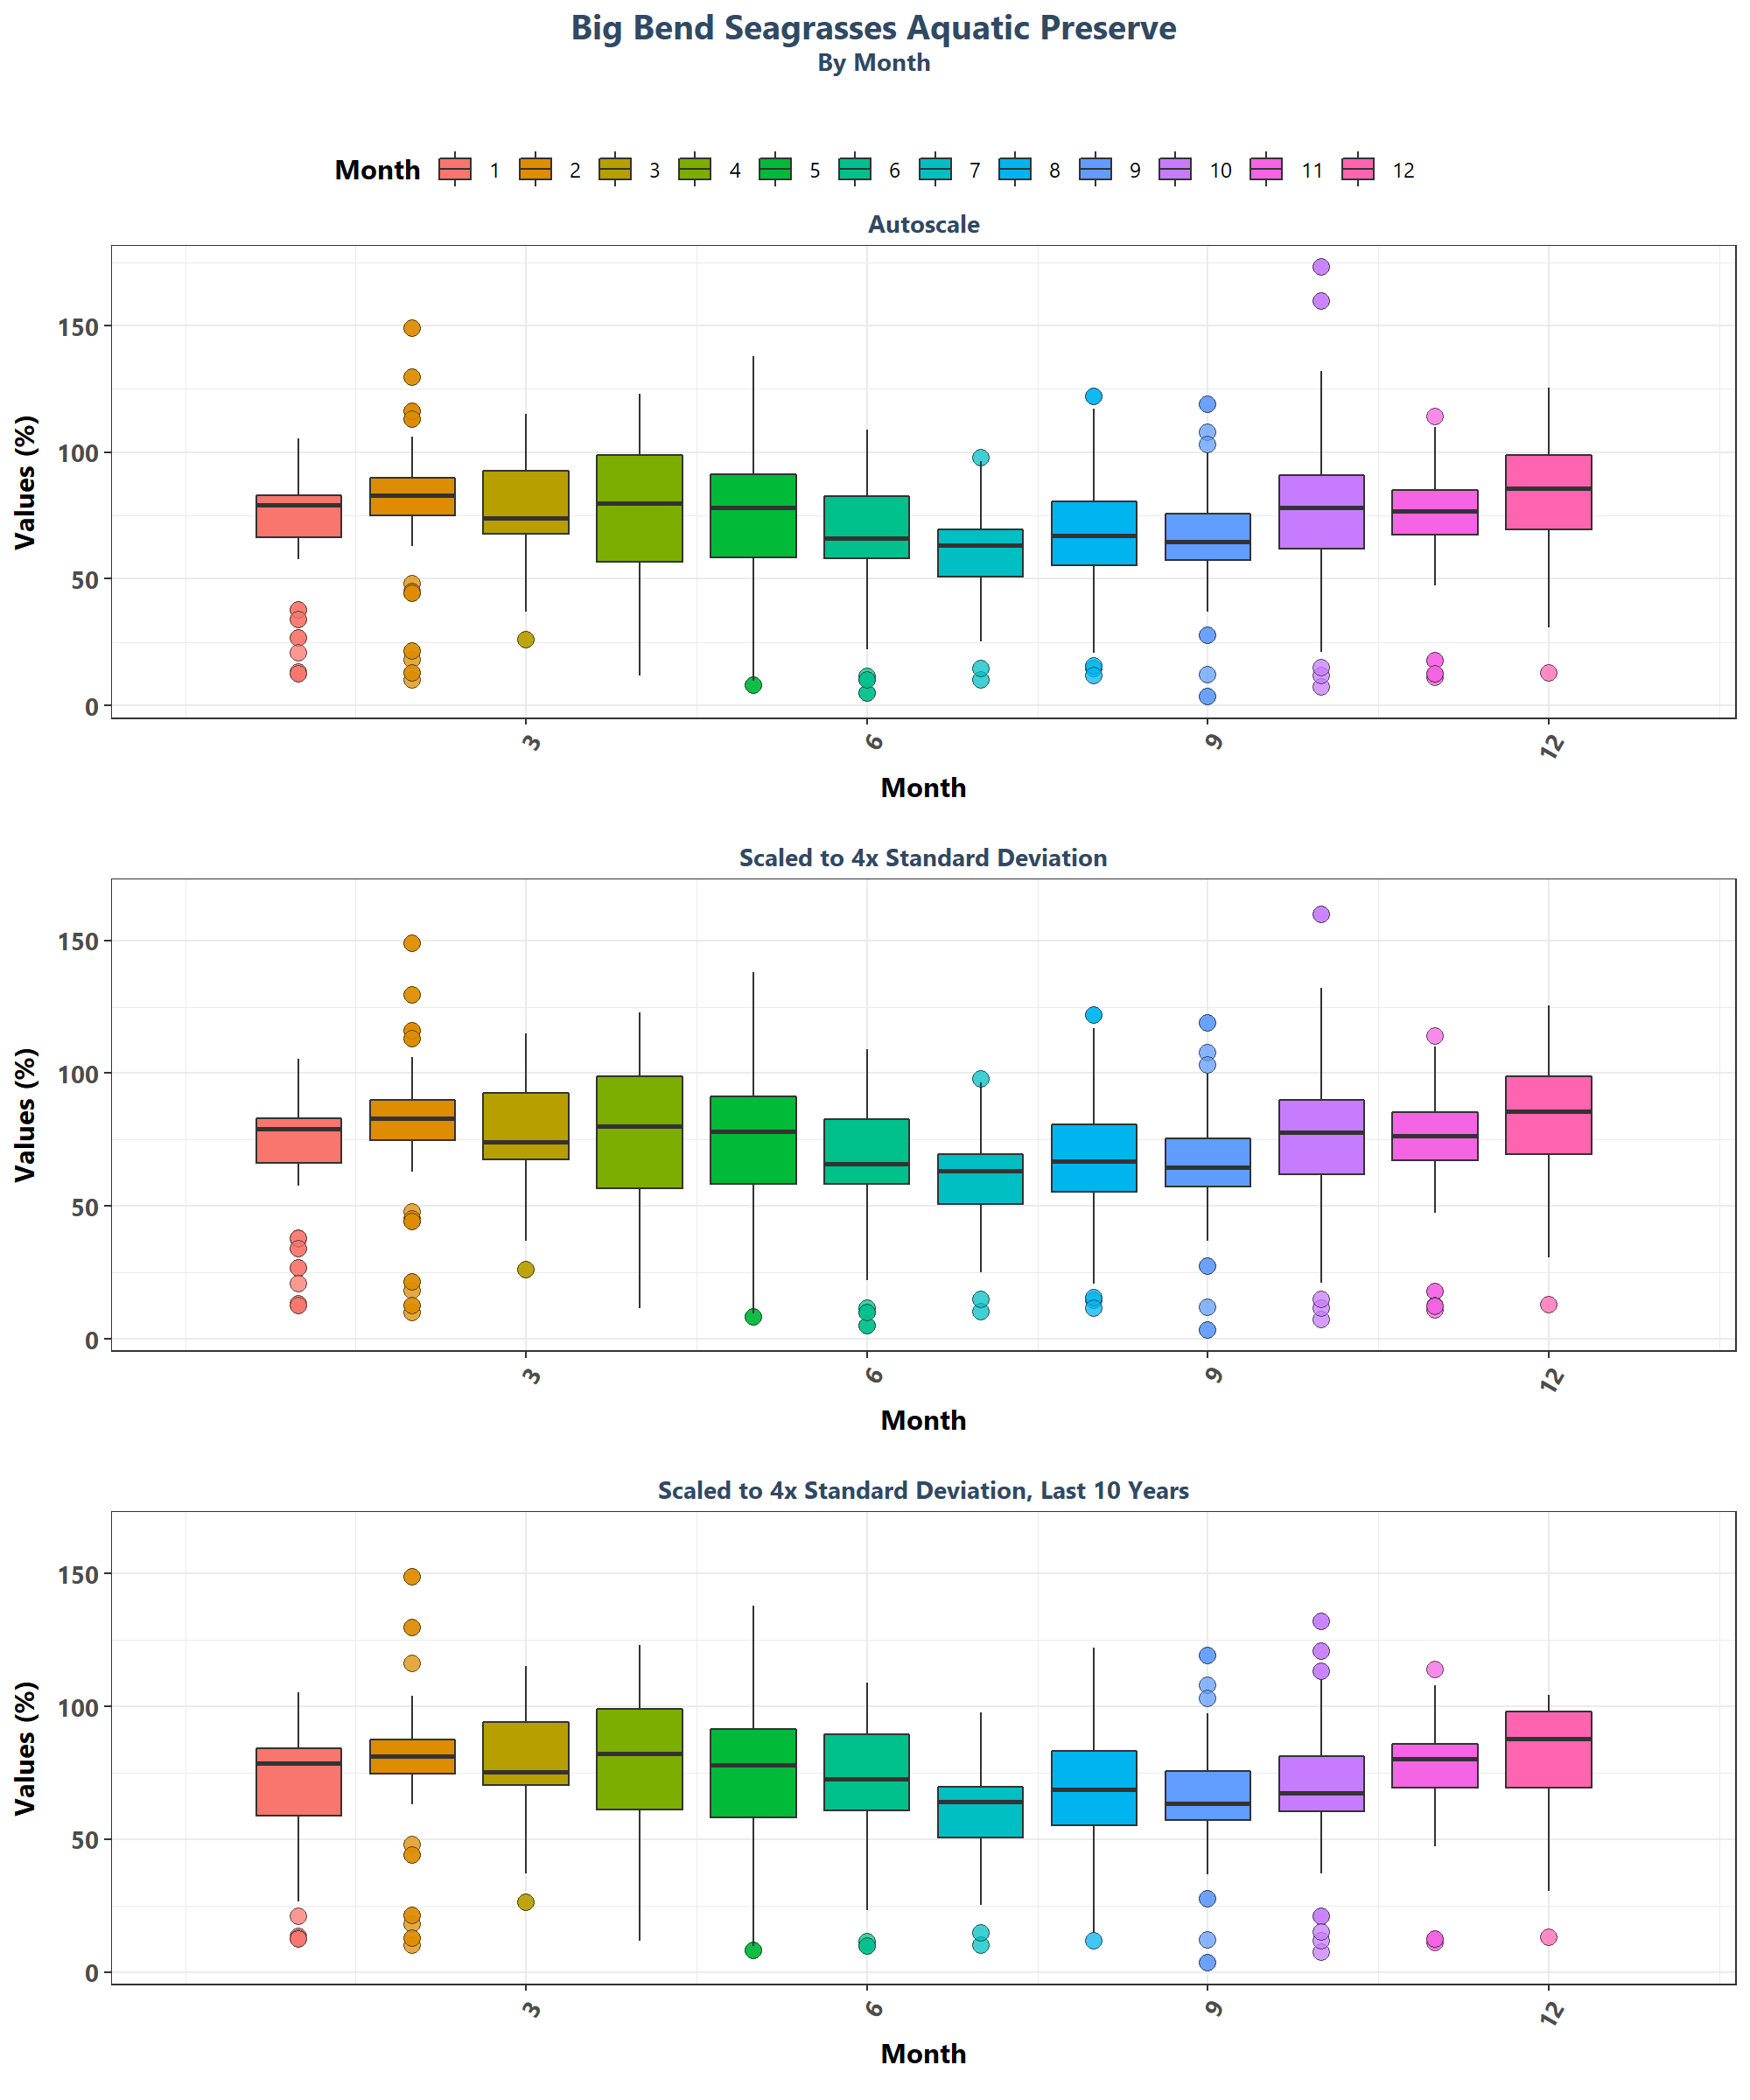 Big Bend Seagrasses Aquatic Preserve
By Month
Month 1 2 3 4 5 6 7 8 9 10 11 12
Autoscale
Values (%)
150
100
50
0
3 6 9 12
Month
Scaled to 4x Standard Deviation
Values (%)
150
100
50
0
3 6 9 12
Month
Scaled to 4x Standard Deviation, Last 10 Years
Values (%)
150
100
50
0
3 6 9 12
Month